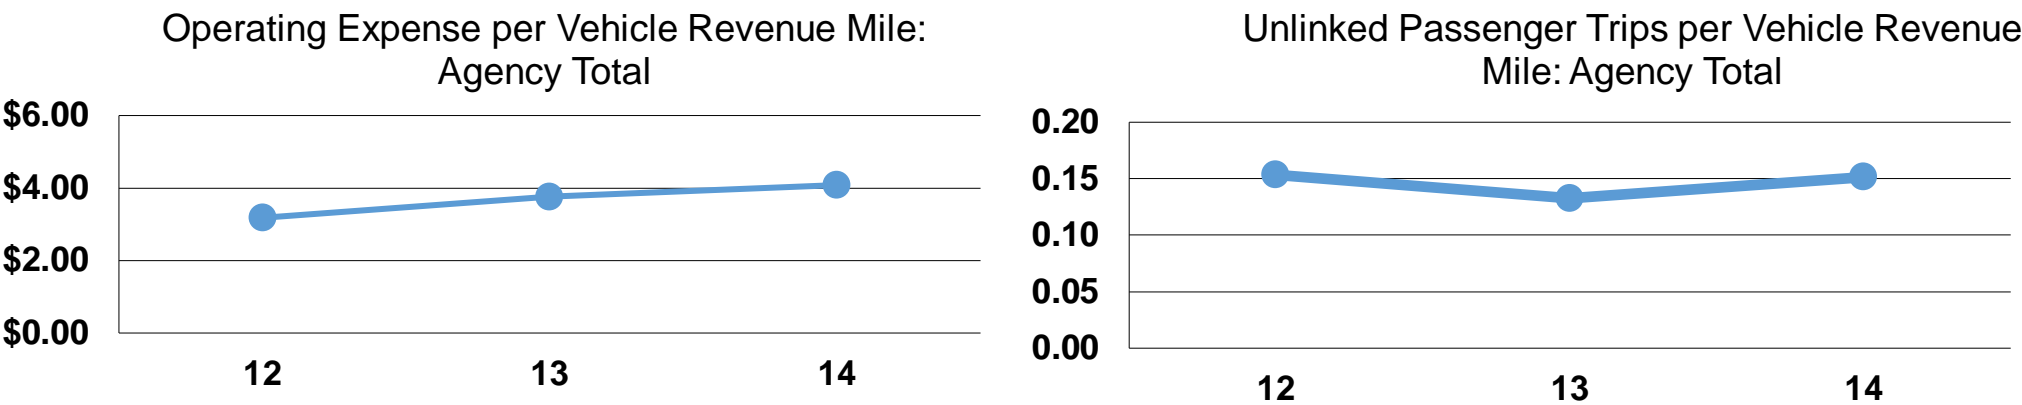 Operating Expense per Vehicle Revenue Mile:
Agency Total
$6.00
$4.00
$2.00
$0.00
12 13 14
Unlinked Passenger Trips per Vehicle Revenue
Mile: Agency Total
0.20
0.15
0.10
0.05
0.00
12 13 14